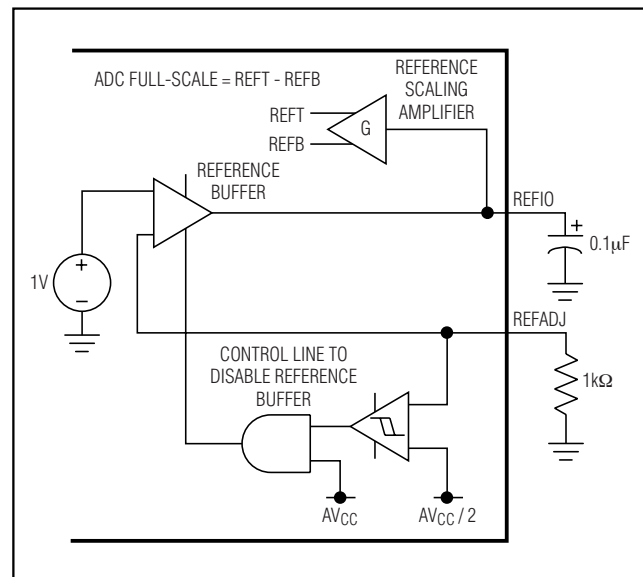 ADC FULL-SCALE = REFT - REFB
REFERENCE
SCALING
AMPLIFIER
REFT
REFB
G
REFERENCE
BUFFER
REFIO
+
0.1μF
1V
+
−
REFADJ
1kΩ
CONTROL LINE TO
DISABLE REFERENCE
BUFFER
AVCC
AVCC / 2